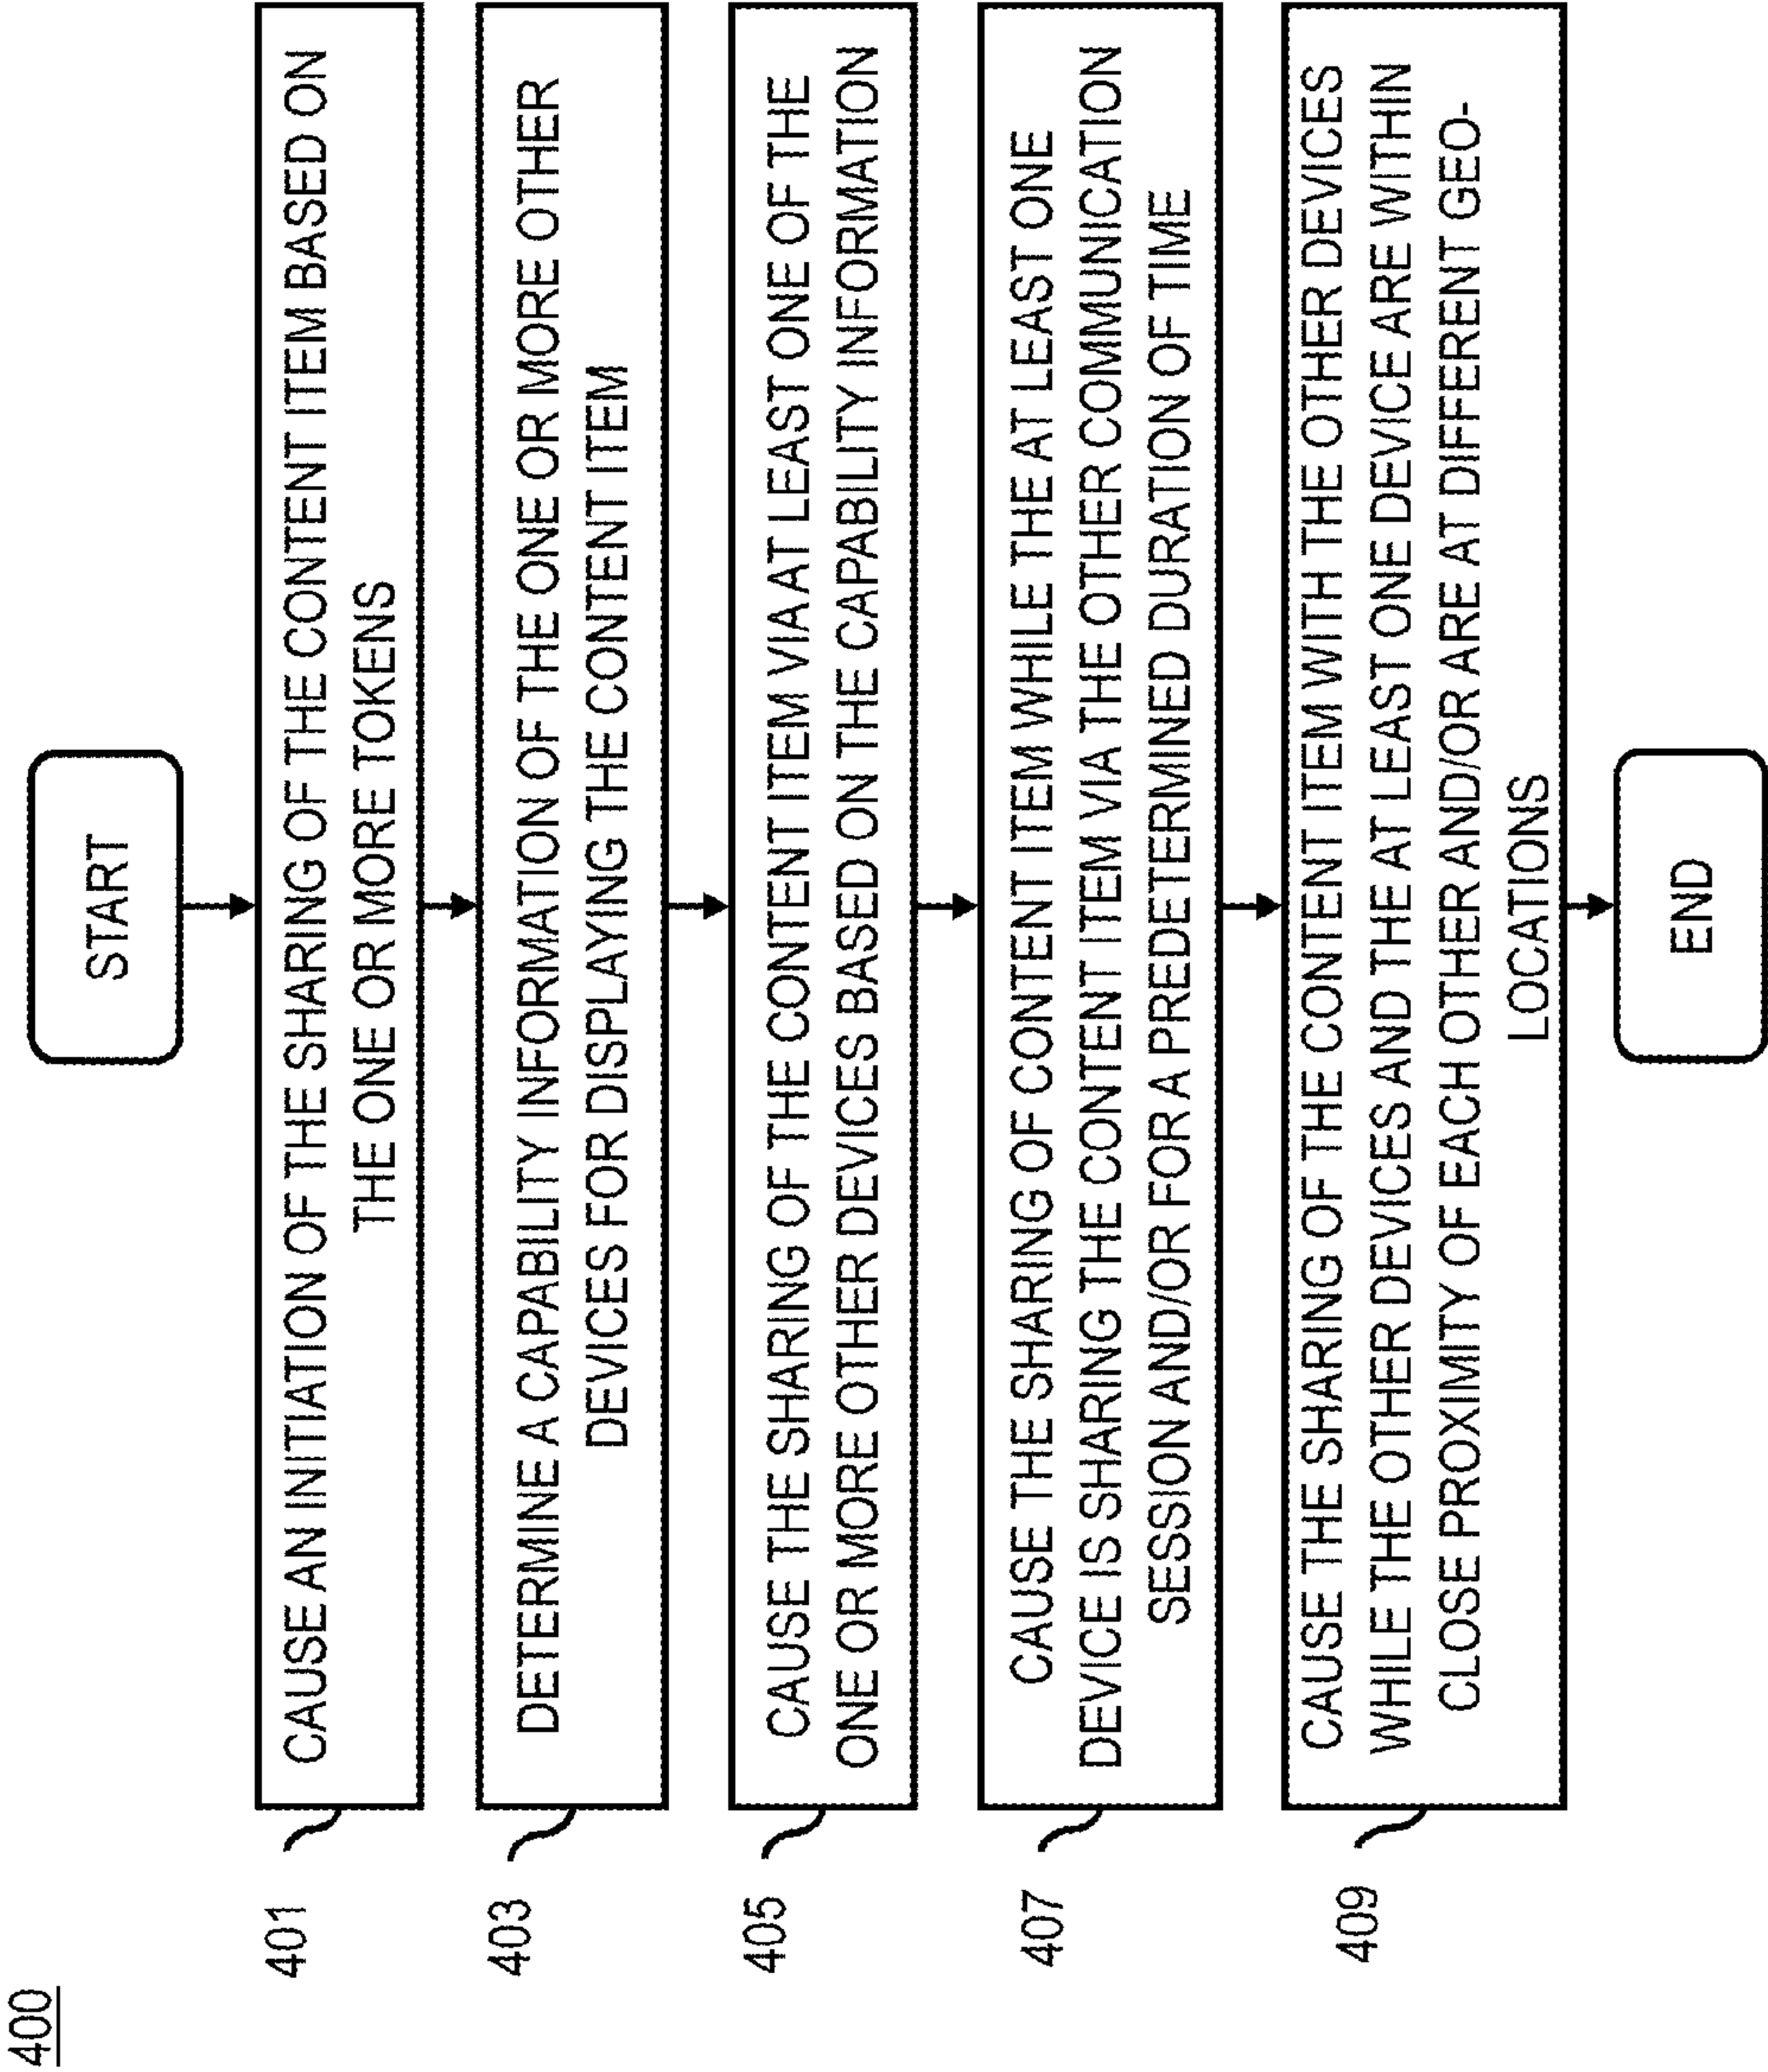 400
START
401
CAUSE AN INITIATION OF THE SHARING OF THE CONTENT ITEM BASED ON
THE ONE OR MORE TOKENS
403
DETERMINE A CAPABILITY INFORMATION OF THE ONE OR MORE OTHER
DEVICES FOR DISPLAYING THE CONTENT ITEM
405
CAUSE THE SHARING OF THE CONTENT ITEM VIA AT LEAST ONE OF THE
ONE OR MORE OTHER DEVICES BASED ON THE CAPABILITY INFORMATION
407
CAUSE THE SHARING OF CONTENT ITEM WHILE THE AT LEAST ONE
DEVICE IS SHARING THE CONTENT ITEM VIA THE OTHER COMMUNICATION
SESSION AND/OR FOR A PREDETERMINED DURATION OF TIME
409
CAUSE THE SHARING OF THE CONTENT ITEM WITH THE OTHER DEVICES
WHILE THE OTHER DEVICES AND THE AT LEAST ONE DEVICE ARE WITHIN
CLOSE PROXIMITY OF EACH OTHER AND/OR ARE AT DIFFERENT GEO-
LOCATIONS
END